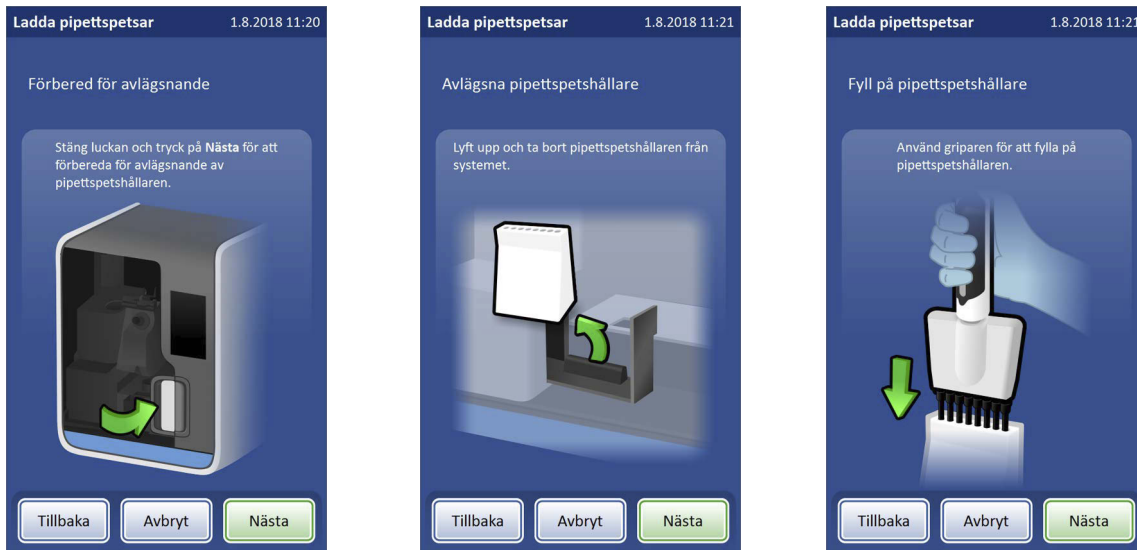 Ladda pipettspetsar 1.8.2018 11:20
Förbered för avlägsnande
Stäng luckan och tryck på Nästa för att
förbereda för avlägsnande av
pipettspetshållaren.
Tillbaka Avbryt Nästa
Ladda pipettspetsar 1.8.2018 11:21
Avlägsna pipettspetshållare
Lyft upp och ta bort pipettspetshållaren från
systemet.
Tillbaka Avbryt Nästa
Ladda pipettspetsar 1.8.2018 11:21
Fyll på pipettspetshållare
Använd griparen för att fylla på
pipettspetshållaren.
Tillbaka Avbryt Nästa